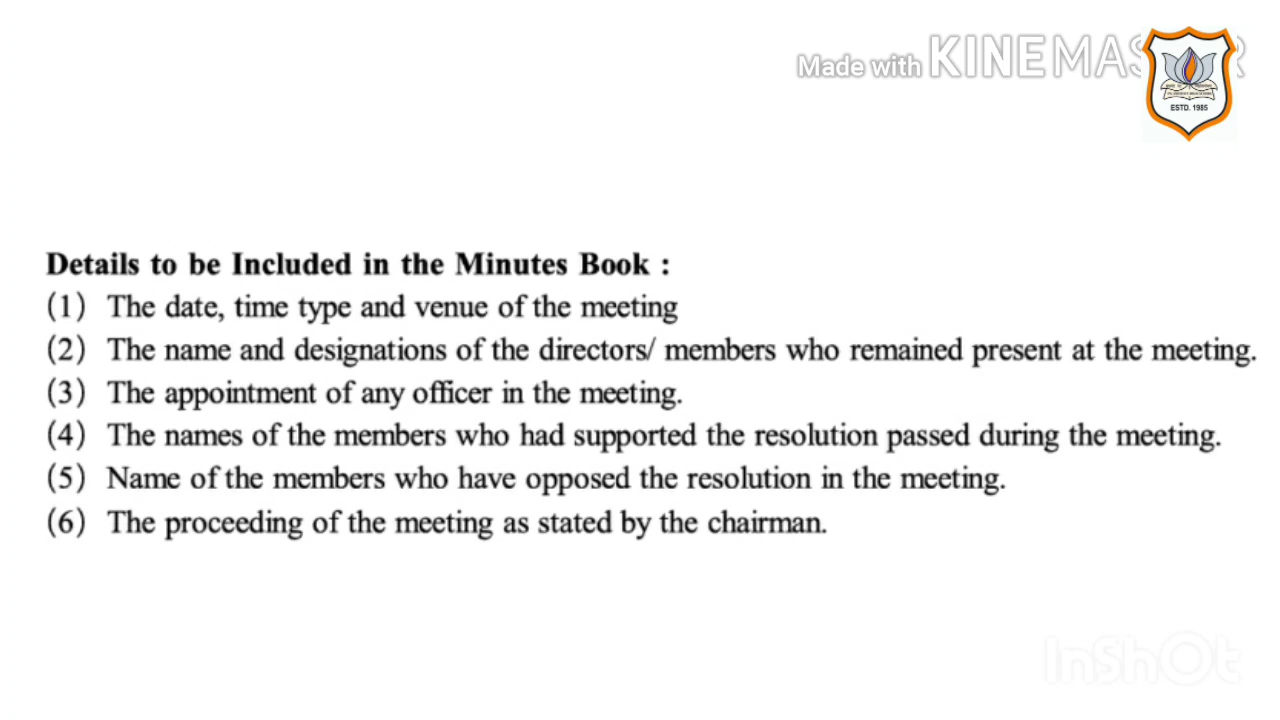 Made with KINEMAS R
ESTD. 1985
Details to be Included in the Minutes Book :
(1) The date, time type and venue of the meeting
(2) The name and designations of the directors/ members who remained present at the meeting.
(3) The appointment of any officer in the meeting.
(4) The names of the members who had supported the resolution passed during the meeting.
(5) Name of the members who have opposed the resolution in the meeting.
(6) The proceeding of the meeting as stated by the chairman.
InShOt